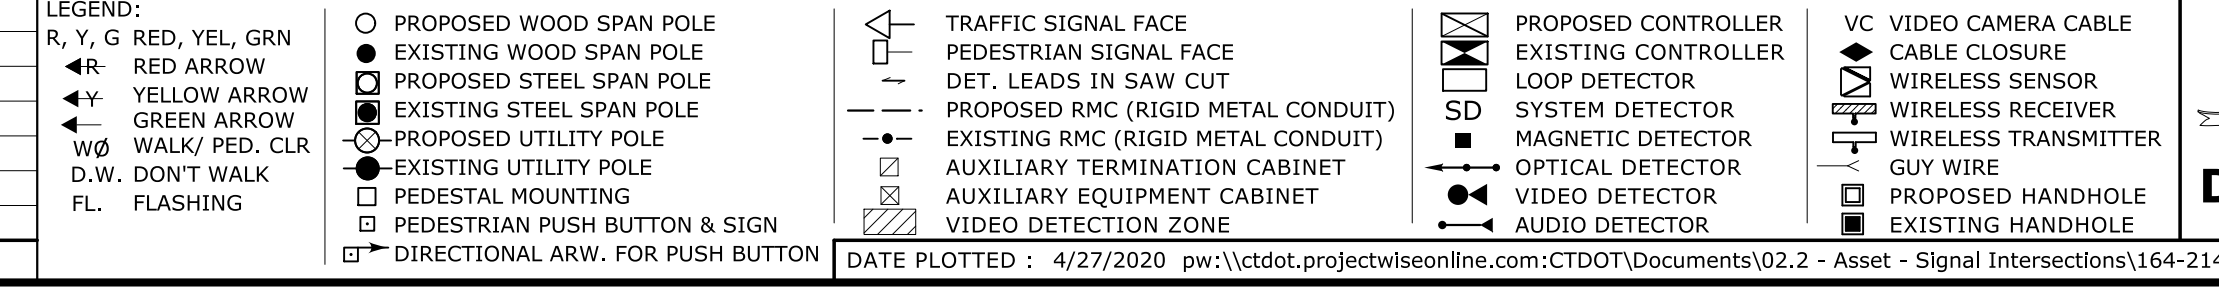 LEGEND:
R, Y, G RED, YEL, GRN
R RED ARROW
Y YELLOW ARROW
GREEN ARROW
WØ WALK/ PED. CLR
D.W. DON'T WALK
FL. FLASHING
PROPOSED WOOD SPAN POLE
EXISTING WOOD SPAN POLE
PROPOSED STEEL SPAN POLE
EXISTING STEEL SPAN POLE
PROPOSED UTILITY POLE
EXISTING UTILITY POLE
PEDESTAL MOUNTING
PEDESTRIAN PUSH BUTTON & SIGN
DIRECTIONAL ARW. FOR PUSH BUTTON
TRAFFIC SIGNAL FACE
PEDESTRIAN SIGNAL FACE
DET. LEADS IN SAW CUT
PROPOSED RMC (RIGID METAL CONDUIT)
EXISTING RMC (RIGID METAL CONDUIT)
AUXILIARY TERMINATION CABINET
AUXILIARY EQUIPMENT CABINET
VIDEO DETECTION ZONE
PROPOSED CONTROLLER
EXISTING CONTROLLER
LOOP DETECTOR
SD SYSTEM DETECTOR
MAGNETIC DETECTOR
OPTICAL DETECTOR
VIDEO DETECTOR
AUDIO DETECTOR
VC VIDEO CAMERA CABLE
CABLE CLOSURE
WIRELESS SENSOR
WIRELESS RECEIVER
WIRELESS TRANSMITTER
GUY WIRE
PROPOSED HANDHOLE
EXISTING HANDHOLE
DATE PLOTTED : 4/27/2020 pw:\\ctdot.projectwiseonline.com:CTDOT\Documents\02.2 - Asset - Signal Intersections\164-214